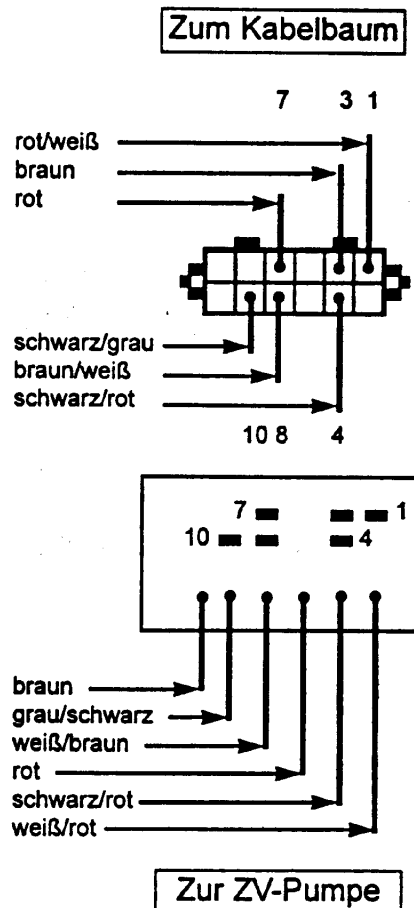 Zum Kabelbaum
7 3 1
rot/weiß
braun
rot
schwarz/grau
braun/weiß
schwarz/rot
10 8 4
7 1
10 4
braun
grau/schwarz
weiß/braun
rot
schwarz/rot
weiß/rot
Zur ZV-Pumpe